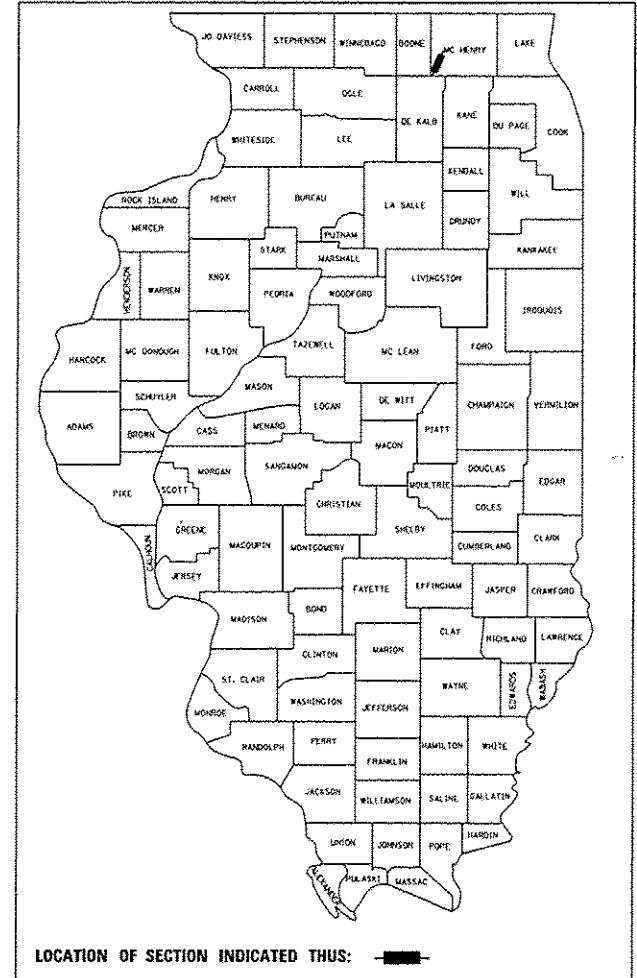 JO DAVIESS STEPHENSON WINNEBAGO BOONE MC HENRY LAKE
CARROLL OGLE
DE KALB KANE DU PAGE COOK
WHITESIDE LEE
KENDALL
ROCK ISLAND HENRY BUREAU LA SALLE GRUNDY WILL
MERCER PUTNAM
STARK MARSHALL KANKAKEE
HENDERSON WARREN KNOX PEORIA WOODFORD LIVINGSTON IROQUOIS
FORD
HANCOCK MC DONOUGH FULTON TAZEWELL MC LEAN
MASON
SCHUYLER LOGAN DE WITT CHAMPAIGN VERMILION
ADAMS BROWN CASS MENARD PIATT
MACON
PIKE SCOTT MORGAN SANGAMON MOULTRIE DOUGLAS EDGAR
CHRISTIAN COLES
CALHOUN GREENE MACOUPIN MONTGOMERY SHELBY CUMBERLAND CLARK
JERSEY FAYETTE EFFINGHAM JASPER CRAWFORD
MADISON BOND
CLAY RICHLAND LAWRENCE
CLINTON MARION
ST. CLAIR WAYNE EDWARDS WABASH
WASHINGTON JEFFERSON
MONROE
RANDOLPH PERRY HAMILTON WHITE
FRANKLIN
JACKSON WILLIAMSON SALINE GALLATIN
UNION JOHNSON POPE HARDIN
ALEXANDER PULASKI MASSAC
LOCATION OF SECTION INDICATED THUS: